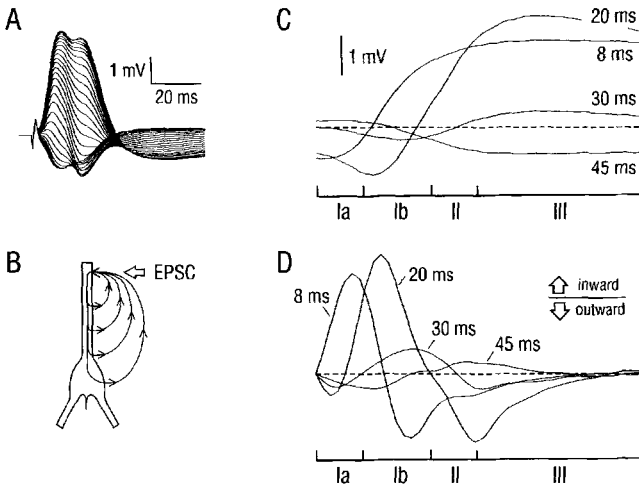 A
1 mV
20 ms
B
EPSC
C
1 mV
20 ms
8 ms
30 ms
45 ms
Ia
Ib
II
III
D
8 ms
20 ms
30 ms
45 ms
inward
outward
Ia
Ib
II
III